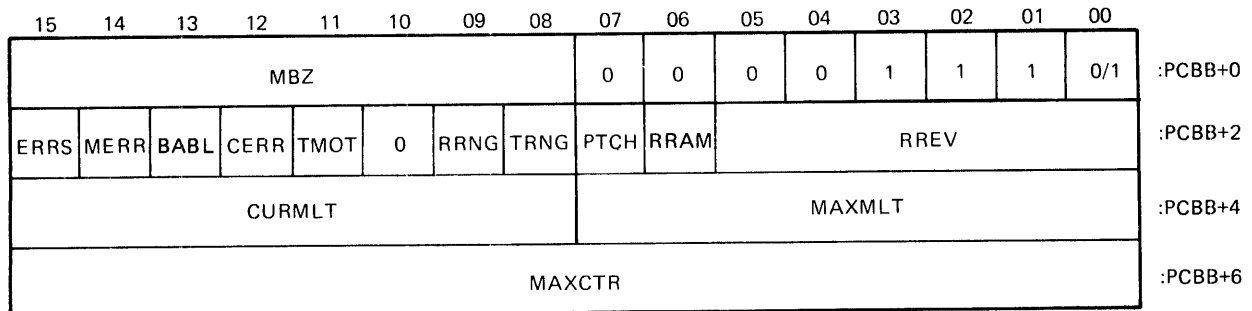 15 14 13 12 11 10 09 08 07 06 05 04 03 02 01 00
MBZ 0 0 0 0 1 1 1 0/1 :PCBB+0
ERRS MERR BABL CERR TMOT 0 RRNG TRNG PTCH RRAM RREV :PCBB+2
CURMLT MAXMLT :PCBB+4
MAXCTR :PCBB+6